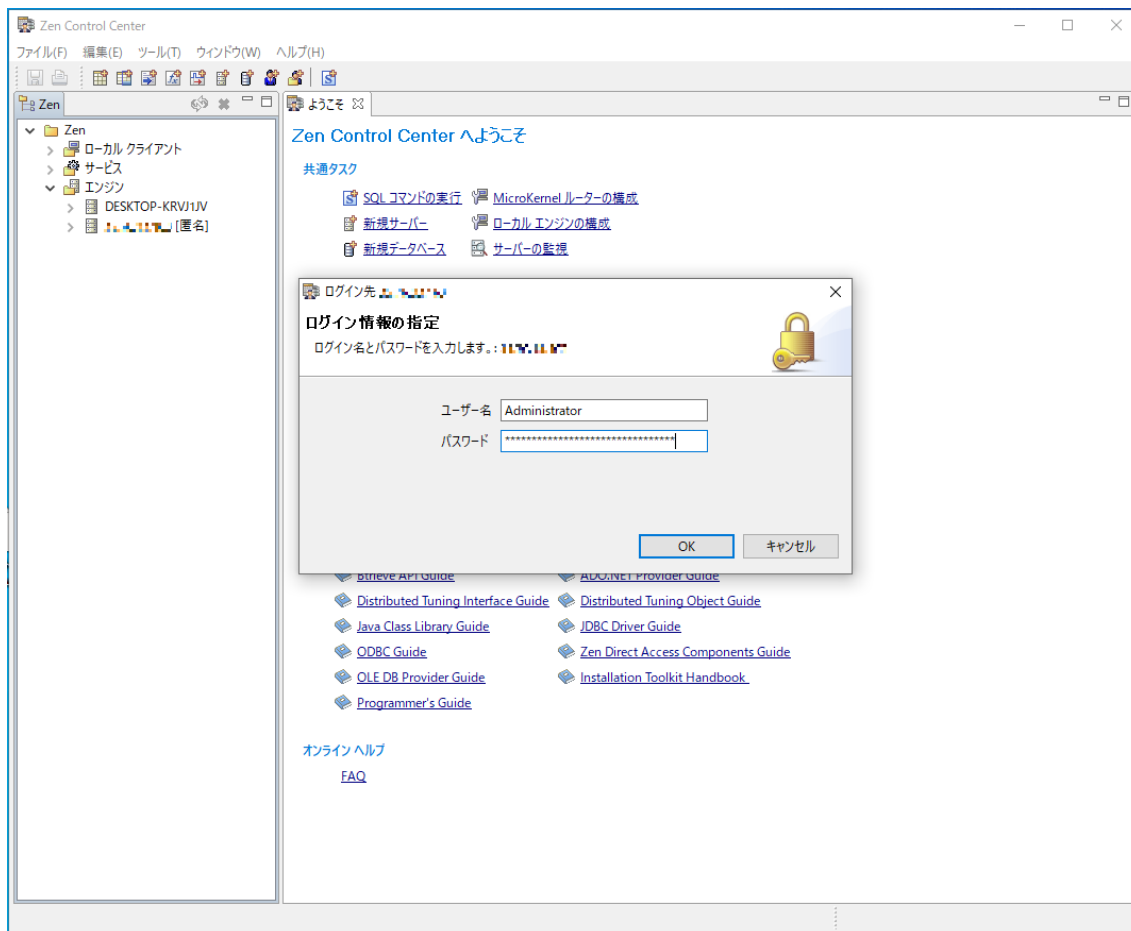 Zen Control Center
ファイル(F) 編集(E) ツール(T) ウィンドウ(W) ヘルプ(H)
Zen
ようこそ
Zen
ローカル クライアント
サービス
エンジン
DESKTOP-KRVJ1JV
[匿名]
Zen Control Center へようこそ
共通タスク
SQL コマンドの実行 MicroKernel ルーターの構成
新規サーバー ローカル エンジンの構成
新規データベース サーバーの監視
ログイン先
ログイン情報の指定
ログイン名とパスワードを入力します。:
ユーザー名 Administrator
パスワード ********************************
OK キャンセル
Btrieve API Guide ADO.NET Provider Guide
Distributed Tuning Interface Guide Distributed Tuning Object Guide
Java Class Library Guide JDBC Driver Guide
ODBC Guide Zen Direct Access Components Guide
OLE DB Provider Guide Installation Toolkit Handbook
Programmer's Guide
オンライン ヘルプ
FAQ